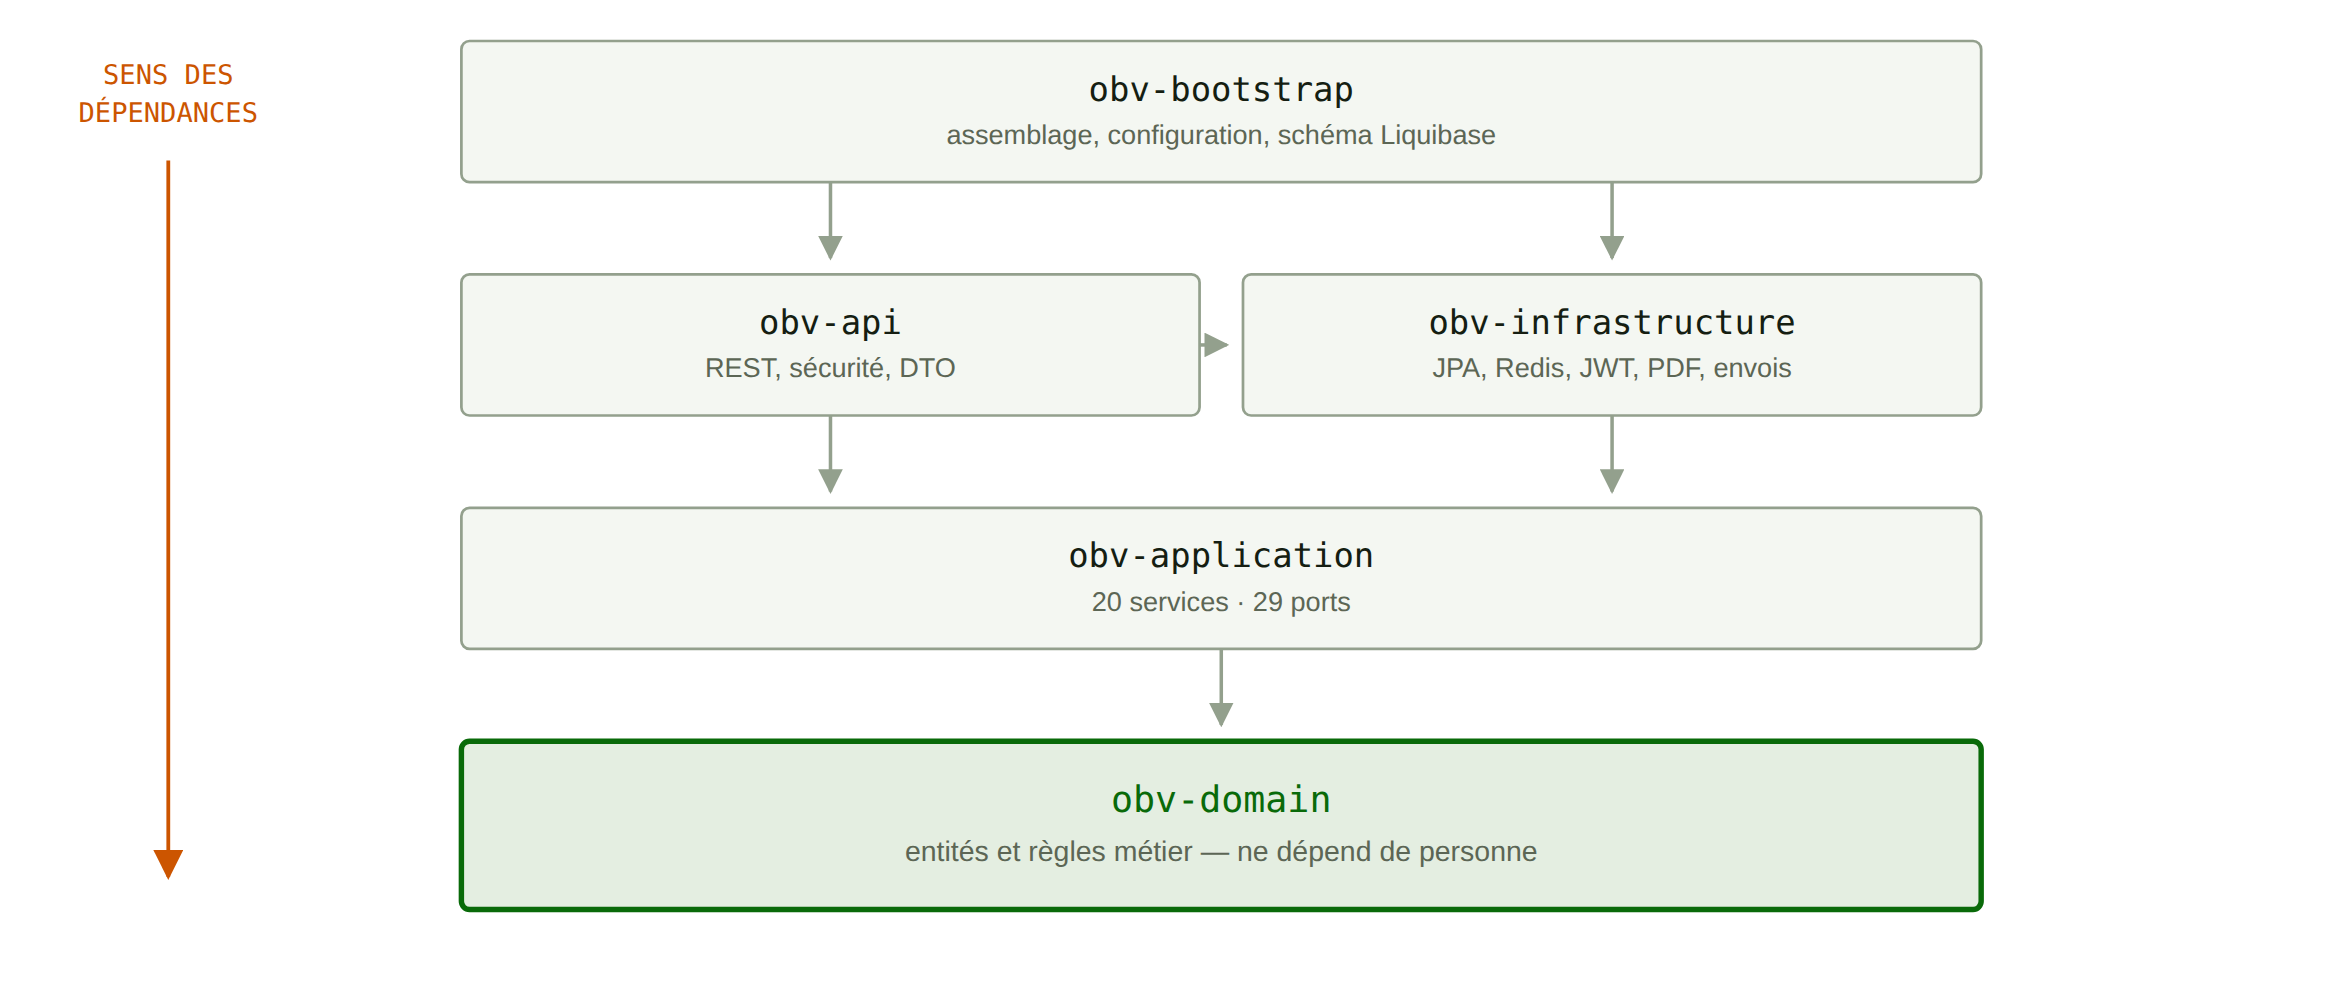 SENS DES
DÉPENDANCES
obv-bootstrap
assemblage, configuration, schéma Liquibase
obv-api
REST, sécurité, DTO
obv-infrastructure
JPA, Redis, JWT, PDF, envois
obv-application
20 services · 29 ports
obv-domain
entités et règles métier — ne dépend de personne